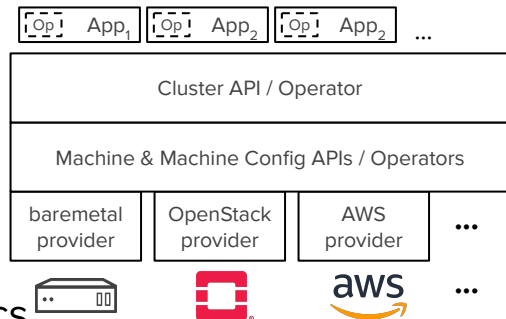 Op App1 Op App2 Op App2 ...
Cluster API / Operator
Machine & Machine Config APIs / Operators
baremetal provider
OpenStack provider
AWS provider
...
aws ...
cs